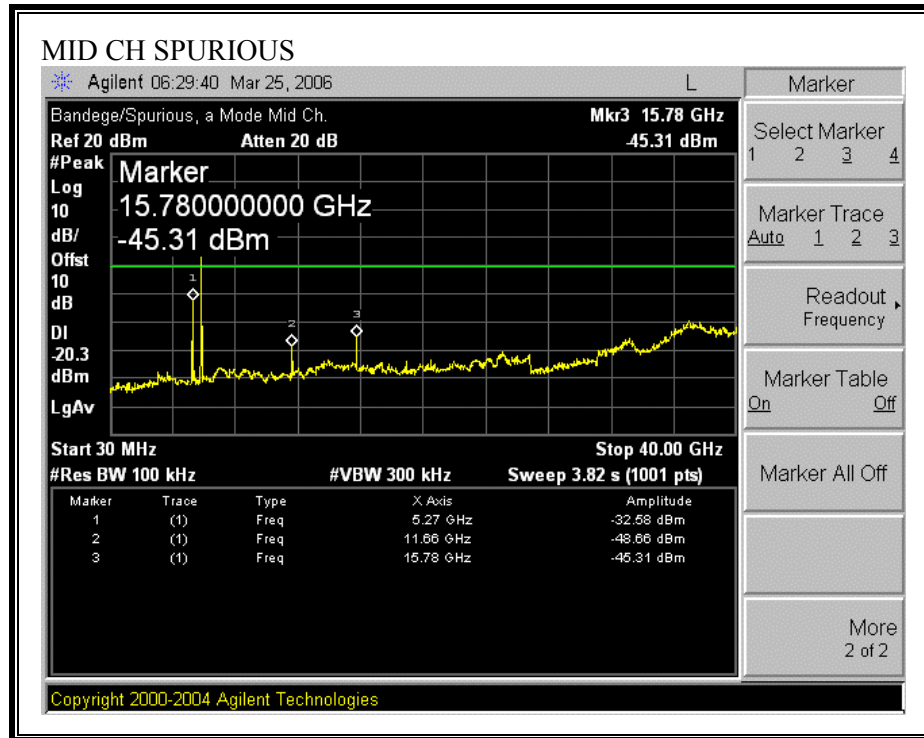 MID CH SPURIOUS
Agilent 06:29:40 Mar 25, 2006 L
Marker
Bandege/Spurious, a Mode Mid Ch. Mkr3 15.78 GHz
Ref 20 dBm Atten 20 dB -45.31 dBm
#Peak
Log
10
dB/
Offst
10
dB
DI
-20.3
dBm
LgAv
Marker
15.780000000 GHz
-45.31 dBm
1
2
3
Start 30 MHz Stop 40.00 GHz
#Res BW 100 kHz #VBW 300 kHz Sweep 3.82 s (1001 pts)
Marker Trace Type X Axis Amplitude
1 (1) Freq 5.27 GHz -32.58 dBm
2 (1) Freq 11.66 GHz -48.66 dBm
3 (1) Freq 15.78 GHz -45.31 dBm
Select Marker
1 2 3 4
Marker Trace
Auto 1 2 3
Readout
Frequency
Marker Table
On Off
Marker All Off
More
2 of 2
Copyright 2000-2004 Agilent Technologies